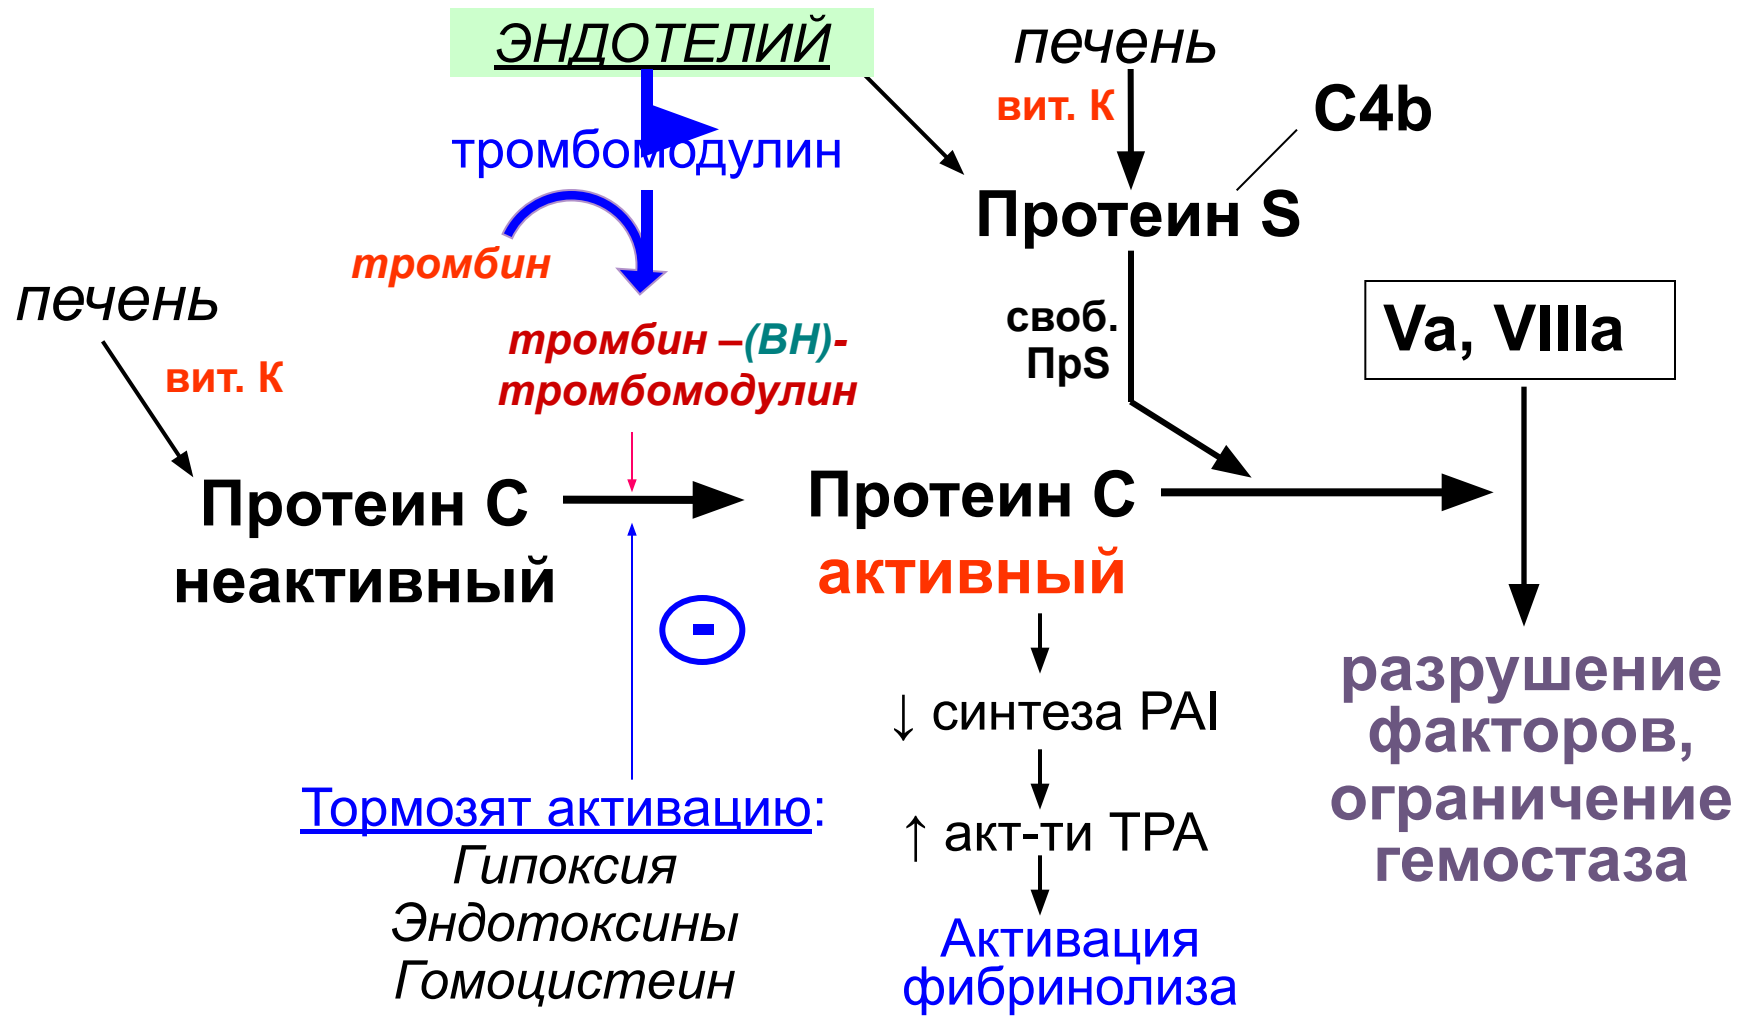 ЭНДОТЕЛИЙ
печень
вит. К
C4b
тромбомодулин
Протеин S
тромбин
печень
вит. К
тромбин –(ВН)-
тромбомодулин
своб.
ПрS
Va, VIIIa
Протеин С
неактивный
Протеин С
активный
-
↓ синтеза PAI
↑ акт-ти ТРА
Активация
фибринолиза
разрушение
факторов,
ограничение
гемостаза
Тормозят активацию:
Гипоксия
Эндотоксины
Гомоцистеин